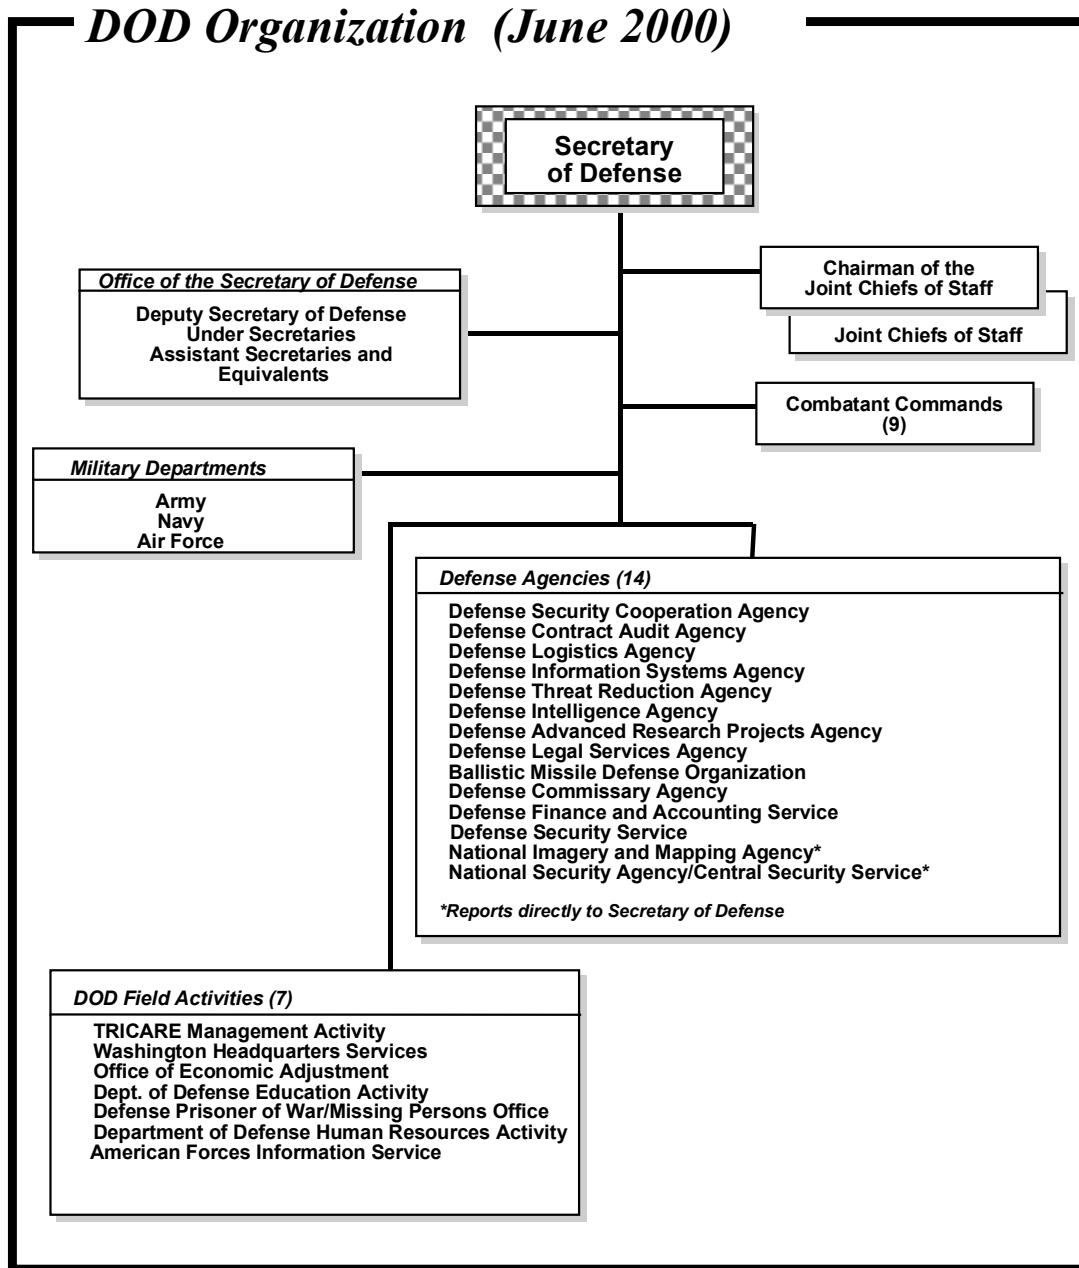 DOD Organization (June 2000)
Secretary
of Defense
Office of the Secretary of Defense
Deputy Secretary of Defense
Under Secretaries
Assistant Secretaries and
Equivalents
Chairman of the
Joint Chiefs of Staff
Joint Chiefs of Staff
Combatant Commands
(9)
Military Departments
Army
Navy
Air Force
Defense Agencies (14)
Defense Security Cooperation Agency
Defense Contract Audit Agency
Defense Logistics Agency
Defense Information Systems Agency
Defense Threat Reduction Agency
Defense Intelligence Agency
Defense Advanced Research Projects Agency
Defense Legal Services Agency
Ballistic Missile Defense Organization
Defense Commissary Agency
Defense Finance and Accounting Service
Defense Security Service
National Imagery and Mapping Agency*
National Security Agency/Central Security Service*
*Reports directly to Secretary of Defense
DOD Field Activities (7)
TRICARE Management Activity
Washington Headquarters Services
Office of Economic Adjustment
Dept. of Defense Education Activity
Defense Prisoner of War/Missing Persons Office
Department of Defense Human Resources Activity
American Forces Information Service